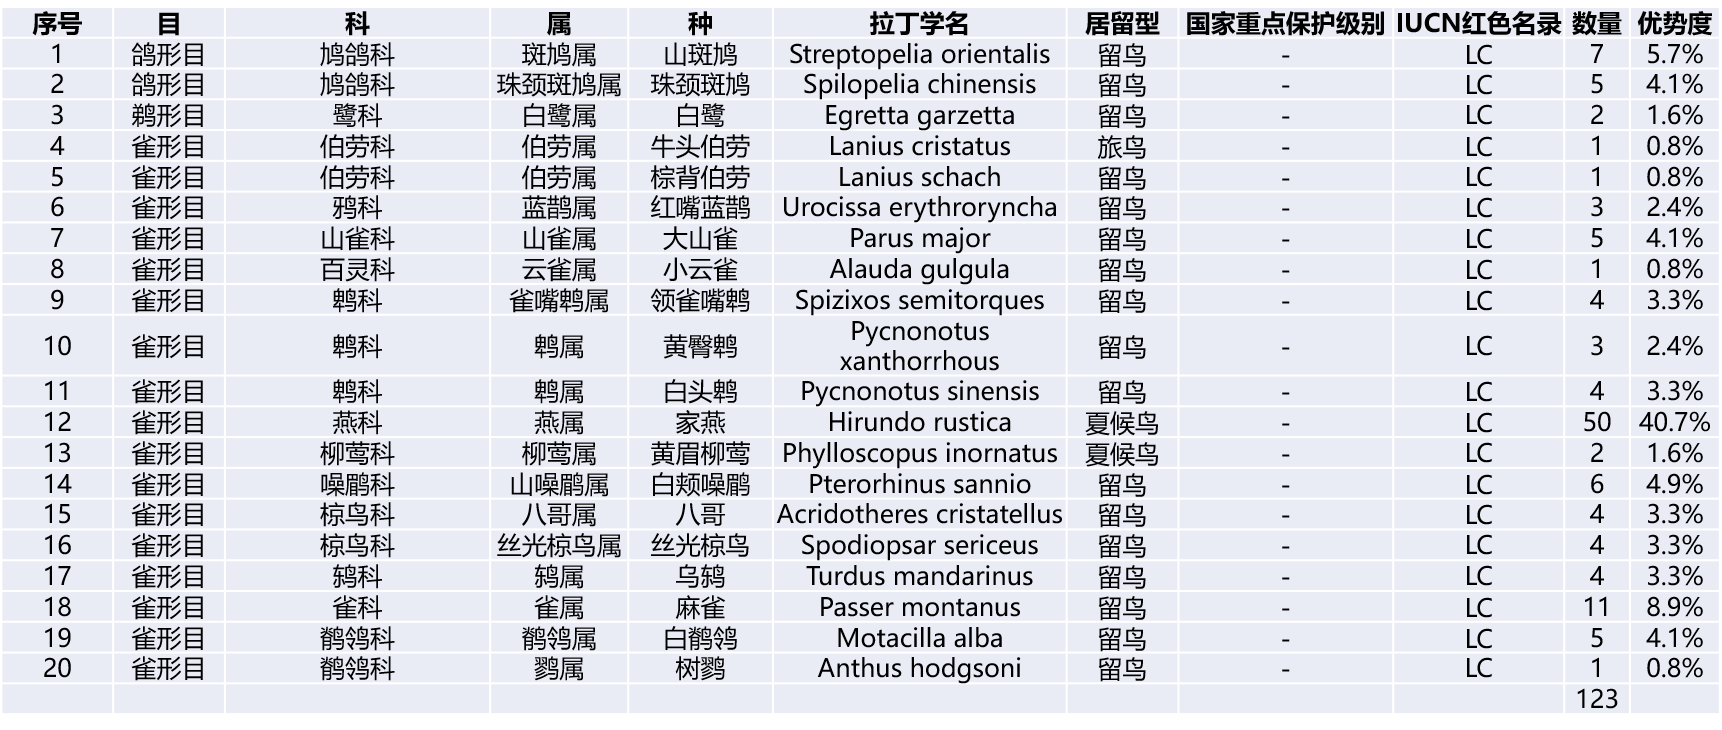 序号 目 科 属 种 拉丁学名 居留型 国家重点保护级别 IUCN红色名录 数量 优势度
1 鸽形目 鸠鸽科 斑鸠属 山斑鸠 Streptopelia orientalis 留鸟 - LC 7 5.7%
2 鸽形目 鸠鸽科 珠颈斑鸠属 珠颈斑鸠 Spilopelia chinensis 留鸟 - LC 5 4.1%
3 鹈形目 鹭科 白鹭属 白鹭 Egretta garzetta 留鸟 - LC 2 1.6%
4 雀形目 伯劳科 伯劳属 牛头伯劳 Lanius cristatus 旅鸟 - LC 1 0.8%
5 雀形目 伯劳科 伯劳属 棕背伯劳 Lanius schach 留鸟 - LC 1 0.8%
6 雀形目 鸦科 蓝鹊属 红嘴蓝鹊 Urocissa erythroryncha 留鸟 - LC 3 2.4%
7 雀形目 山雀科 山雀属 大山雀 Parus major 留鸟 - LC 5 4.1%
8 雀形目 百灵科 云雀属 小云雀 Alauda gulgula 留鸟 - LC 1 0.8%
9 雀形目 鹎科 雀嘴鹎属 领雀嘴鹎 Spizixos semitorques 留鸟 - LC 4 3.3%
10 雀形目 鹎科 鹎属 黄臀鹎 Pycnonotus
xanthorrhous 留鸟 - LC 3 2.4%
11 雀形目 鹎科 鹎属 白头鹎 Pycnonotus sinensis 留鸟 - LC 4 3.3%
12 雀形目 燕科 燕属 家燕 Hirundo rustica 夏候鸟 - LC 50 40.7%
13 雀形目 柳莺科 柳莺属 黄眉柳莺 Phylloscopus inornatus 夏候鸟 - LC 2 1.6%
14 雀形目 噪鹛科 山噪鹛属 白颊噪鹛 Pterorhinus sannio 留鸟 - LC 6 4.9%
15 雀形目 椋鸟科 八哥属 八哥 Acridotheres cristatellus 留鸟 - LC 4 3.3%
16 雀形目 椋鸟科 丝光椋鸟属 丝光椋鸟 Spodiopsar sericeus 留鸟 - LC 4 3.3%
17 雀形目 鸫科 鸫属 乌鸫 Turdus mandarinus 留鸟 - LC 4 3.3%
18 雀形目 雀科 雀属 麻雀 Passer montanus 留鸟 - LC 11 8.9%
19 雀形目 鹡鸰科 鹡鸰属 白鹡鸰 Motacilla alba 留鸟 - LC 5 4.1%
20 雀形目 鹡鸰科 鹨属 树鹨 Anthus hodgsoni 留鸟 - LC 1 0.8%
123